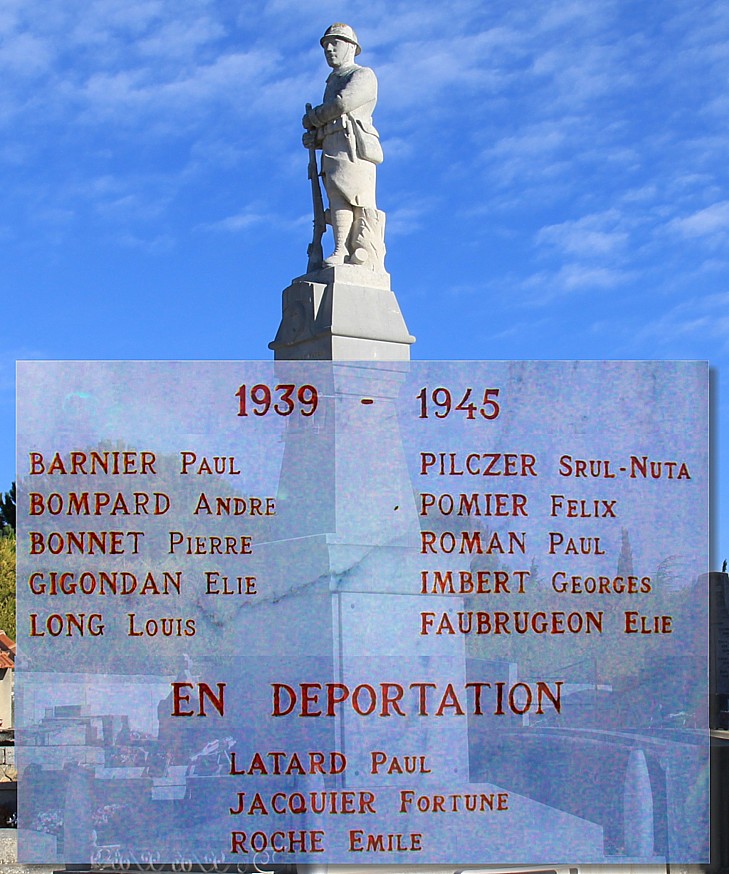 1939 - 1945
BARNIER PAUL
BOMPARD ANDRE
BONNET PIERRE
GIGONDAN ELIE
LONG LOUIS
PILCZER SRUL-NUTA
POMIER FELIX
ROMAN PAUL
IMBERT GEORGES
FAUBRUGEON ELIE
EN DEPORTATION
LATARD PAUL
JACQUIER FORTUNE
ROCHE EMILE